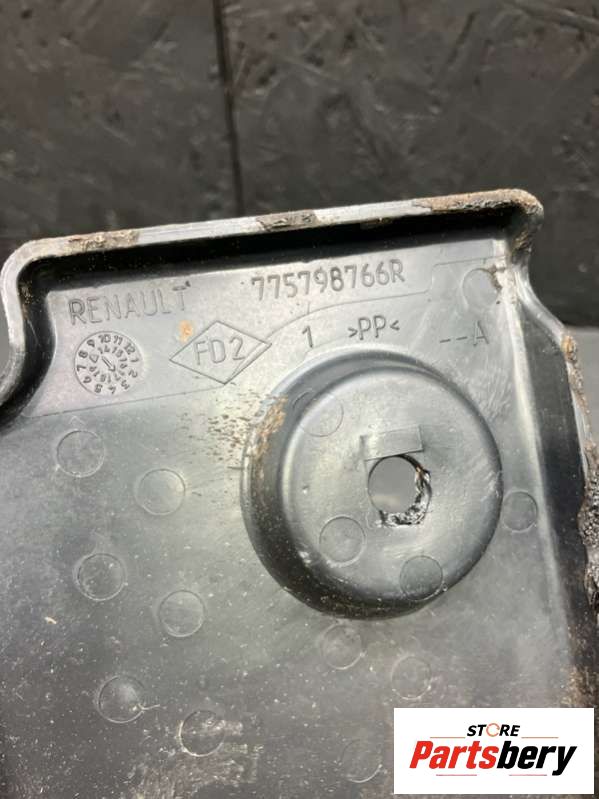 RENAULT 775798766R
FD2 1 >PP< --A
STORE
Partsbery